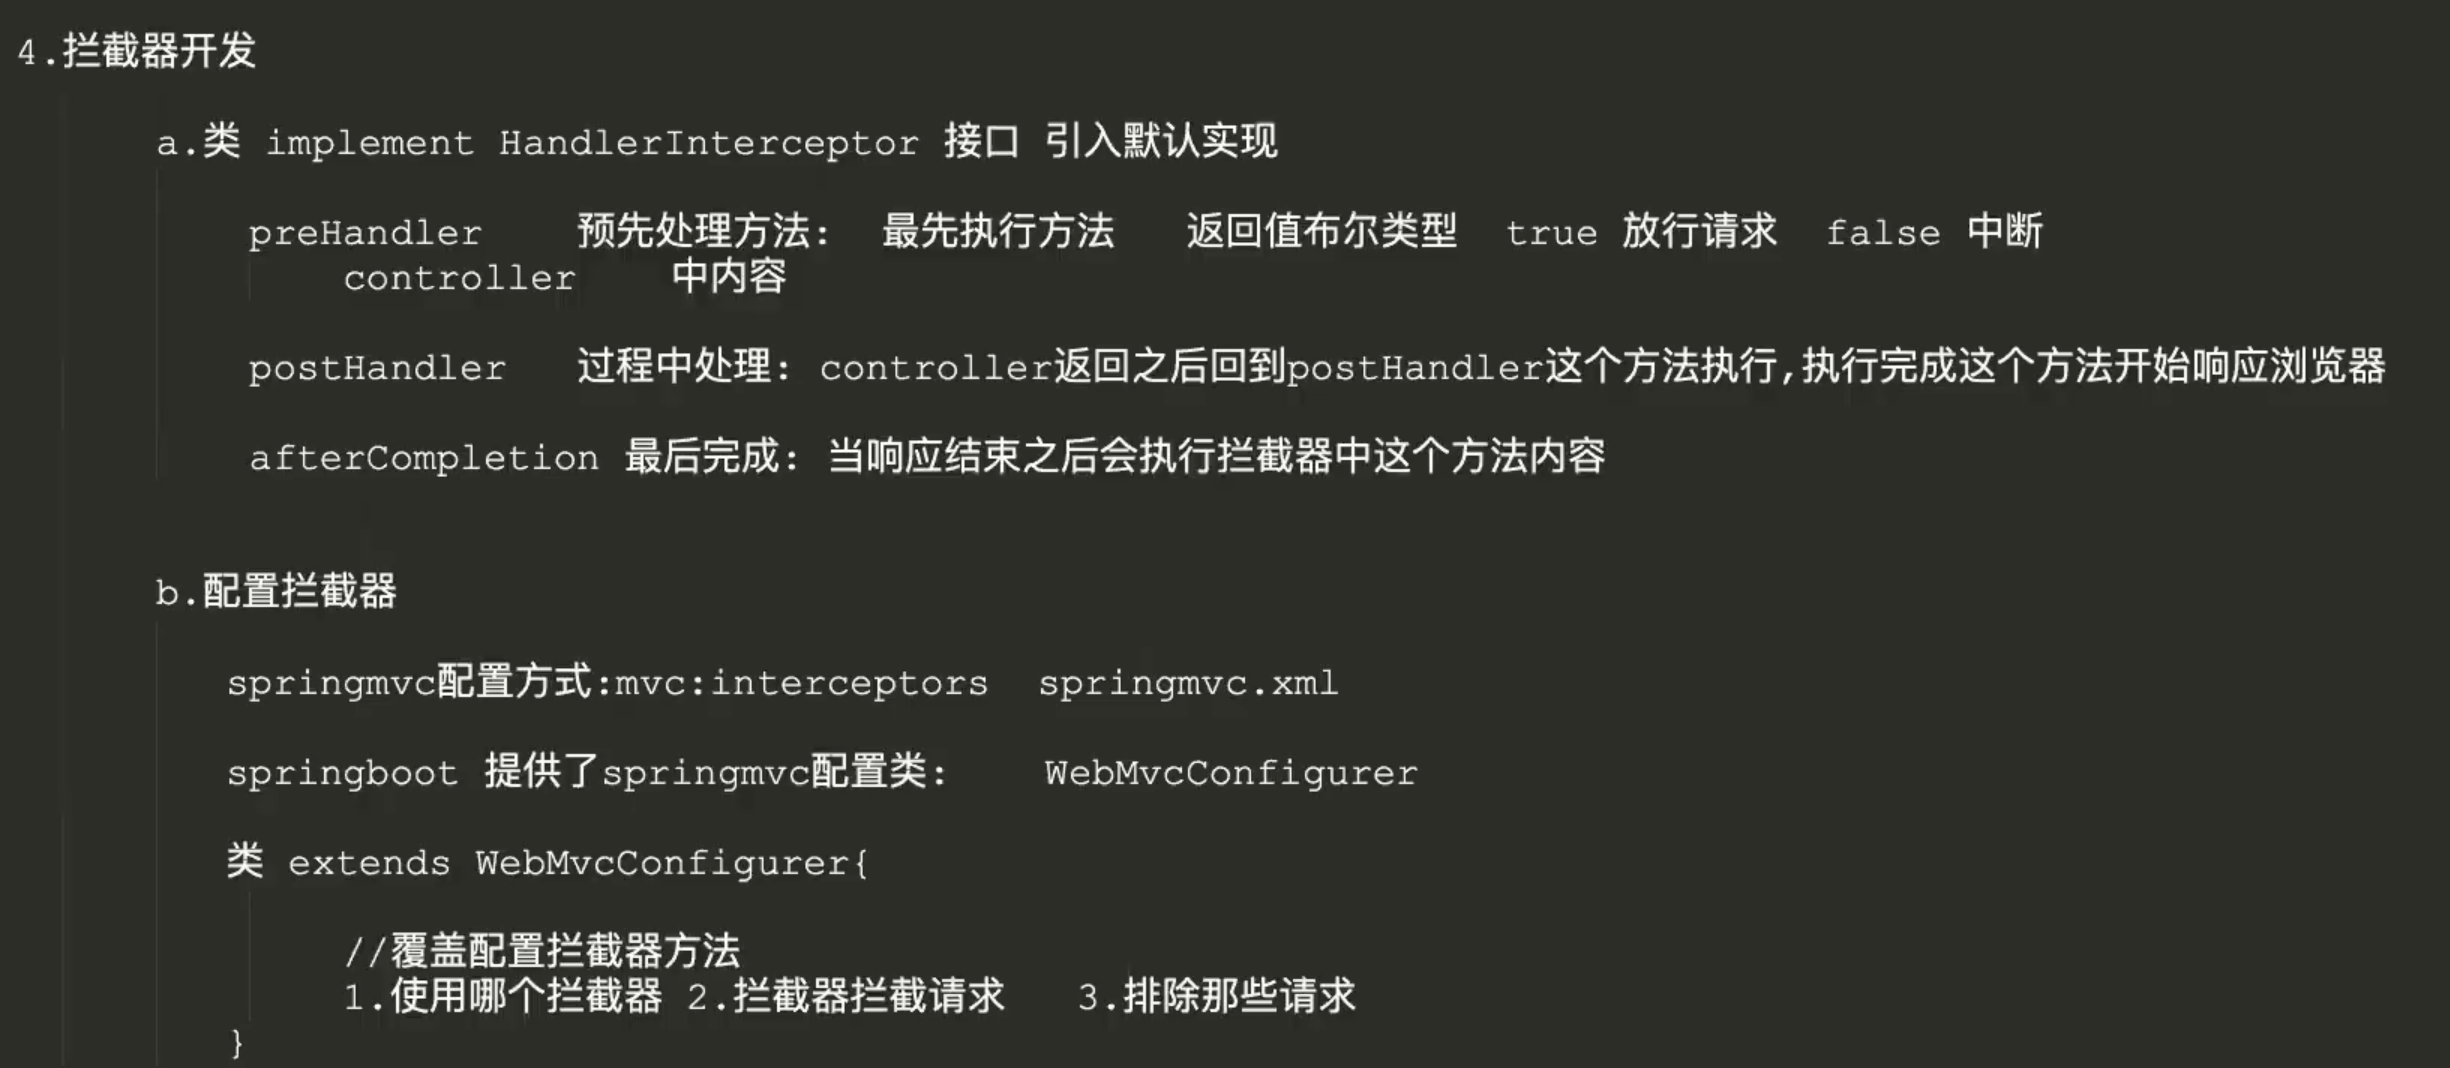 4.拦截器开发
a.类 implement HandlerInterceptor 接口 引入默认实现
preHandler 预先处理方法: 最先执行方法 返回值布尔类型 true 放行请求 false 中断
controller 中内容
postHandler 过程中处理: controller返回之后回到postHandler这个方法执行,执行完成这个方法开始响应浏览器
afterCompletion 最后完成: 当响应结束之后会执行拦截器中这个方法内容
b.配置拦截器
springmvc配置方式:mvc:interceptors springmvc.xml
springboot 提供了springmvc配置类: WebMvcConfigurer
类 extends WebMvcConfigurer{
//覆盖配置拦截器方法
1.使用哪个拦截器 2.拦截器拦截请求 3.排除那些请求
}